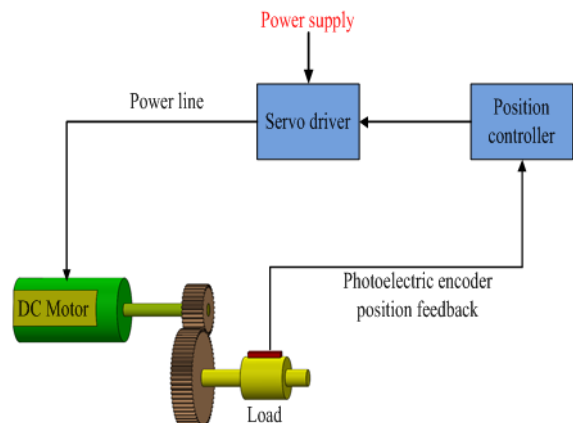 Power supply
Power line
Servo driver
Position
controller
DC Motor
Photoelectric encoder
position feedback
Load